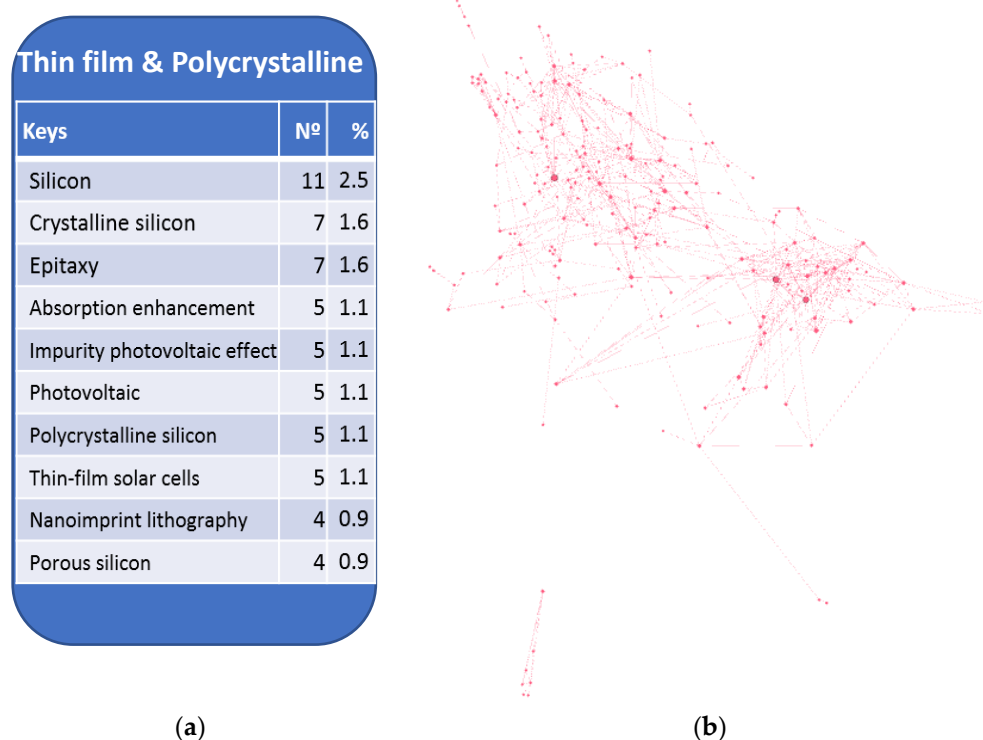 Thin film & Polycrystalline
Keys Nº %
Silicon 11 2.5
Crystalline silicon 7 1.6
Epitaxy 7 1.6
Absorption enhancement 5 1.1
Impurity photovoltaic effect 5 1.1
Photovoltaic 5 1.1
Polycrystalline silicon 5 1.1
Thin-film solar cells 5 1.1
Nanoimprint lithography 4 0.9
Porous silicon 4 0.9
(a) (b)